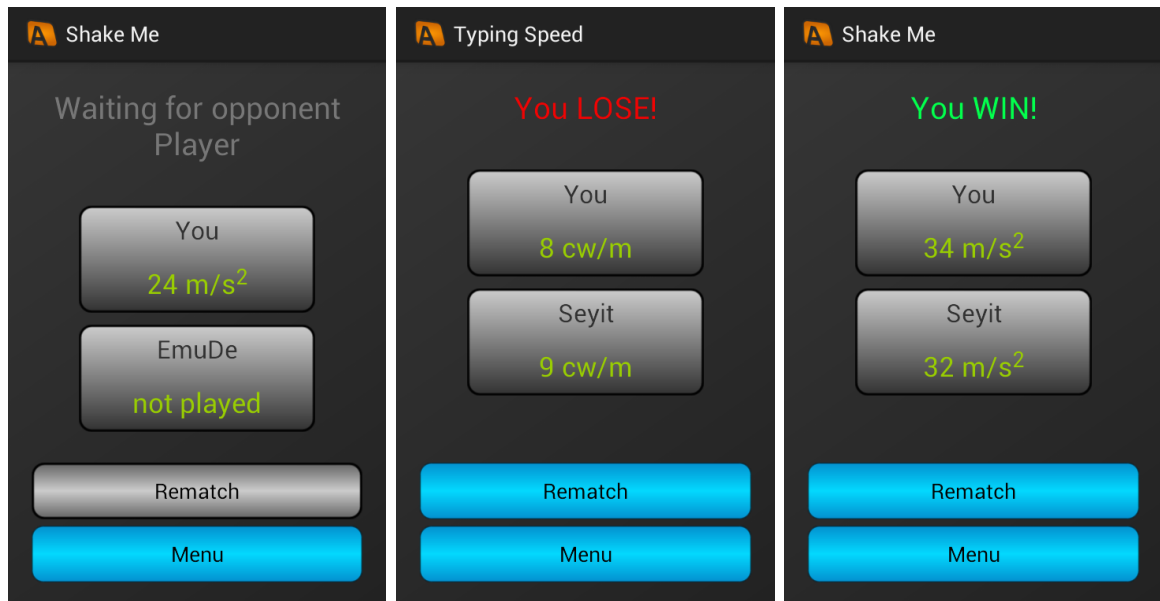 Shake Me
Waiting for opponent
Player
You
24 m/s²
EmuDe
not played
Rematch
Menu
Typing Speed
You LOSE!
You
8 cw/m
Seyit
9 cw/m
Rematch
Menu
Shake Me
You WIN!
You
34 m/s²
Seyit
32 m/s²
Rematch
Menu